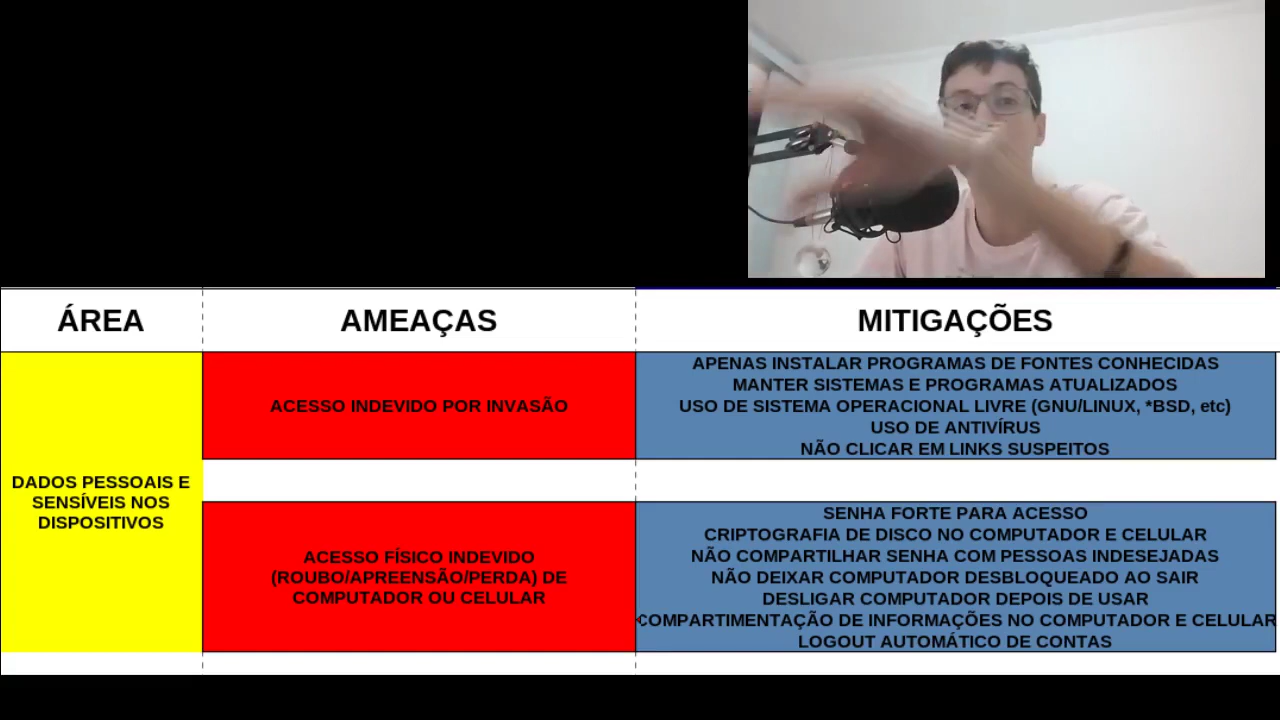 ÁREA
AMEAÇAS
MITIGAÇÕES
DADOS PESSOAIS E
SENSÍVEIS NOS
DISPOSITIVOS
ACESSO INDEVIDO POR INVASÃO
APENAS INSTALAR PROGRAMAS DE FONTES CONHECIDAS
MANTER SISTEMAS E PROGRAMAS ATUALIZADOS
USO DE SISTEMA OPERACIONAL LIVRE (GNU/LINUX, *BSD, etc)
USO DE ANTIVÍRUS
NÃO CLICAR EM LINKS SUSPEITOS
ACESSO FÍSICO INDEVIDO
(ROUBO/APREENSÃO/PERDA) DE
COMPUTADOR OU CELULAR
SENHA FORTE PARA ACESSO
CRIPTOGRAFIA DE DISCO NO COMPUTADOR E CELULAR
NÃO COMPARTILHAR SENHA COM PESSOAS INDESEJADAS
NÃO DEIXAR COMPUTADOR DESBLOQUEADO AO SAIR
DESLIGAR COMPUTADOR DEPOIS DE USAR
COMPARTIMENTAÇÃO DE INFORMAÇÕES NO COMPUTADOR E CELULAR
LOGOUT AUTOMÁTICO DE CONTAS